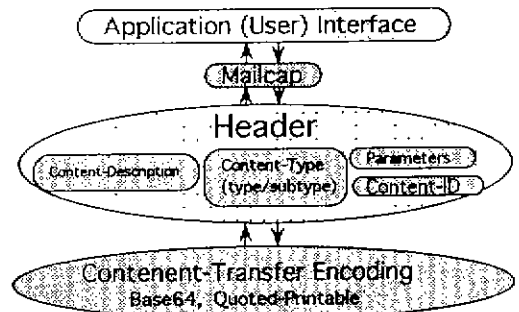 Application (User) Interface
Mailcap
Header
Content-Description
Content-Type
(type/subtype)
Parameters
Content-ID
Contenent-Transfer Encoding
Base64, Quoted-Printable